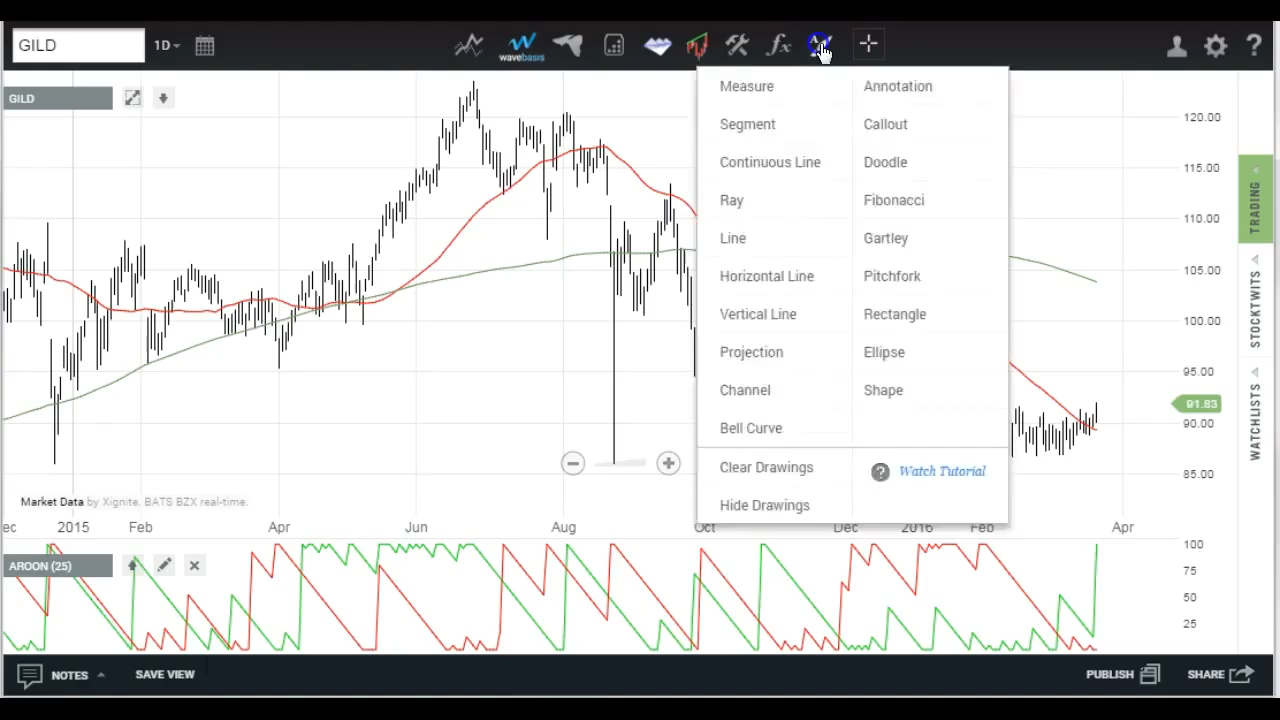 GILD
1D
wavebasis
fx
?
GILD
Measure
Annotation
Segment
Callout
Continuous Line
Doodle
Ray
Fibonacci
Line
Gartley
Horizontal Line
Pitchfork
Vertical Line
Rectangle
Projection
Ellipse
Channel
Shape
Bell Curve
Clear Drawings
? Watch Tutorial
Hide Drawings
120.00
115.00
110.00
105.00
100.00
95.00
91.83
90.00
85.00
TRADING
STOCKTWITS
WATCHLISTS
Market Data by Xignite. BATS BZX real-time.
ec 2015 Feb Apr Jun Aug Oct Dec 2016 Feb Apr
AROON (25)
100
75
50
25
NOTES
SAVE VIEW
PUBLISH
SHARE